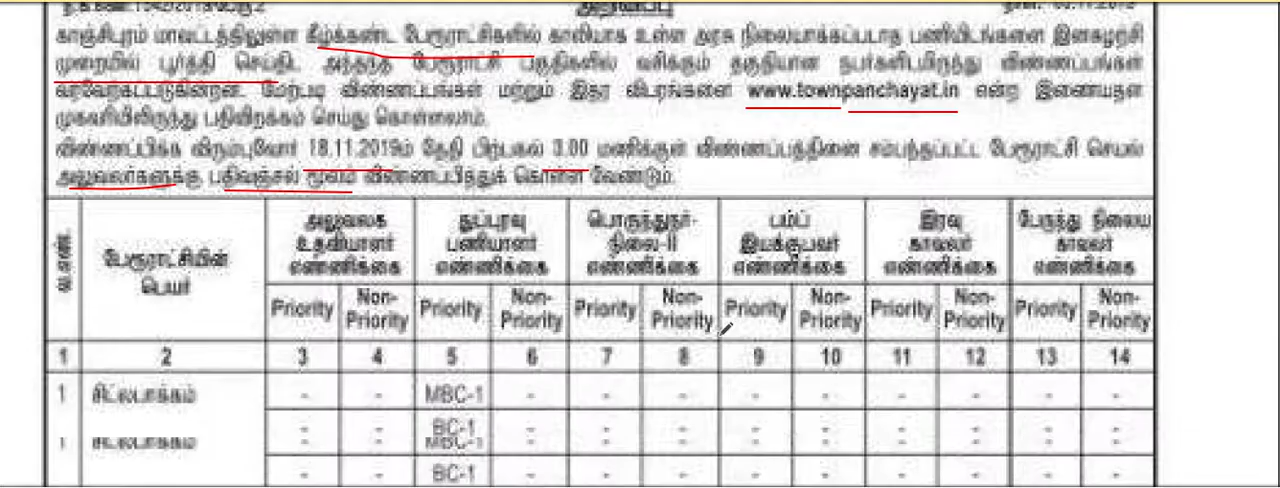 அறிவிப்பு
காஞ்சிபுரம் மாவட்டத்திலுள்ள கீழ்க்கண்ட பேரூராட்சிகளில் காலியாக உள்ள அரசு நிலையாக்கப்படாத பணியிடங்களை இனசுழற்சி
முறையில் பூர்த்தி செய்திட அந்தந்த பேரூராட்சி பகுதிகளில் வசிக்கும் தகுதியான நபர்களிடமிருந்து விண்ணப்பங்கள்
வரவேற்கப்படுகின்றன. மேற்படி விண்ணப்பங்கள் மற்றும் இதர விபரங்களை www.townpanchayat.in என்ற இணையதள
முகவரியிலிருந்து பதிவிறக்கம் செய்து கொள்ளலாம்.
விண்ணப்பிக்க விரும்புவோர் 18.11.2019ம் தேதி பிற்பகல் 3.00 மணிக்குள் விண்ணப்பத்தினை சம்பந்தப்பட்ட பேரூராட்சி செயல்
அலுவலர்களுக்கு பதிவஞ்சல் மூலம் விண்ணப்பித்துக் கொள்ள வேண்டும்.
வ.எண். பேரூராட்சியின் பெயர் அலுவலக உதவியாளர் எண்ணிக்கை துப்புரவு பணியாளர் எண்ணிக்கை பொருத்துநர்-நிலை-II எண்ணிக்கை பம்ப் இயக்குபவர் எண்ணிக்கை இரவு காவலர் எண்ணிக்கை பேருந்து நிலைய காவலர் எண்ணிக்கை
Priority Non-Priority Priority Non-Priority Priority Non-Priority Priority Non-Priority Priority Non-Priority Priority Non-Priority
1 2 3 4 5 6 7 8 9 10 11 12 13 14
1 சிட்லபாக்கம் - - MBC-1 - - - - - - - - -
- - BC-1 - - - - - - - - -
1 சிட்லபாக்கம் - - MBC-1 - - - - - - - - -
- - BC-1 - - - - - - - - -